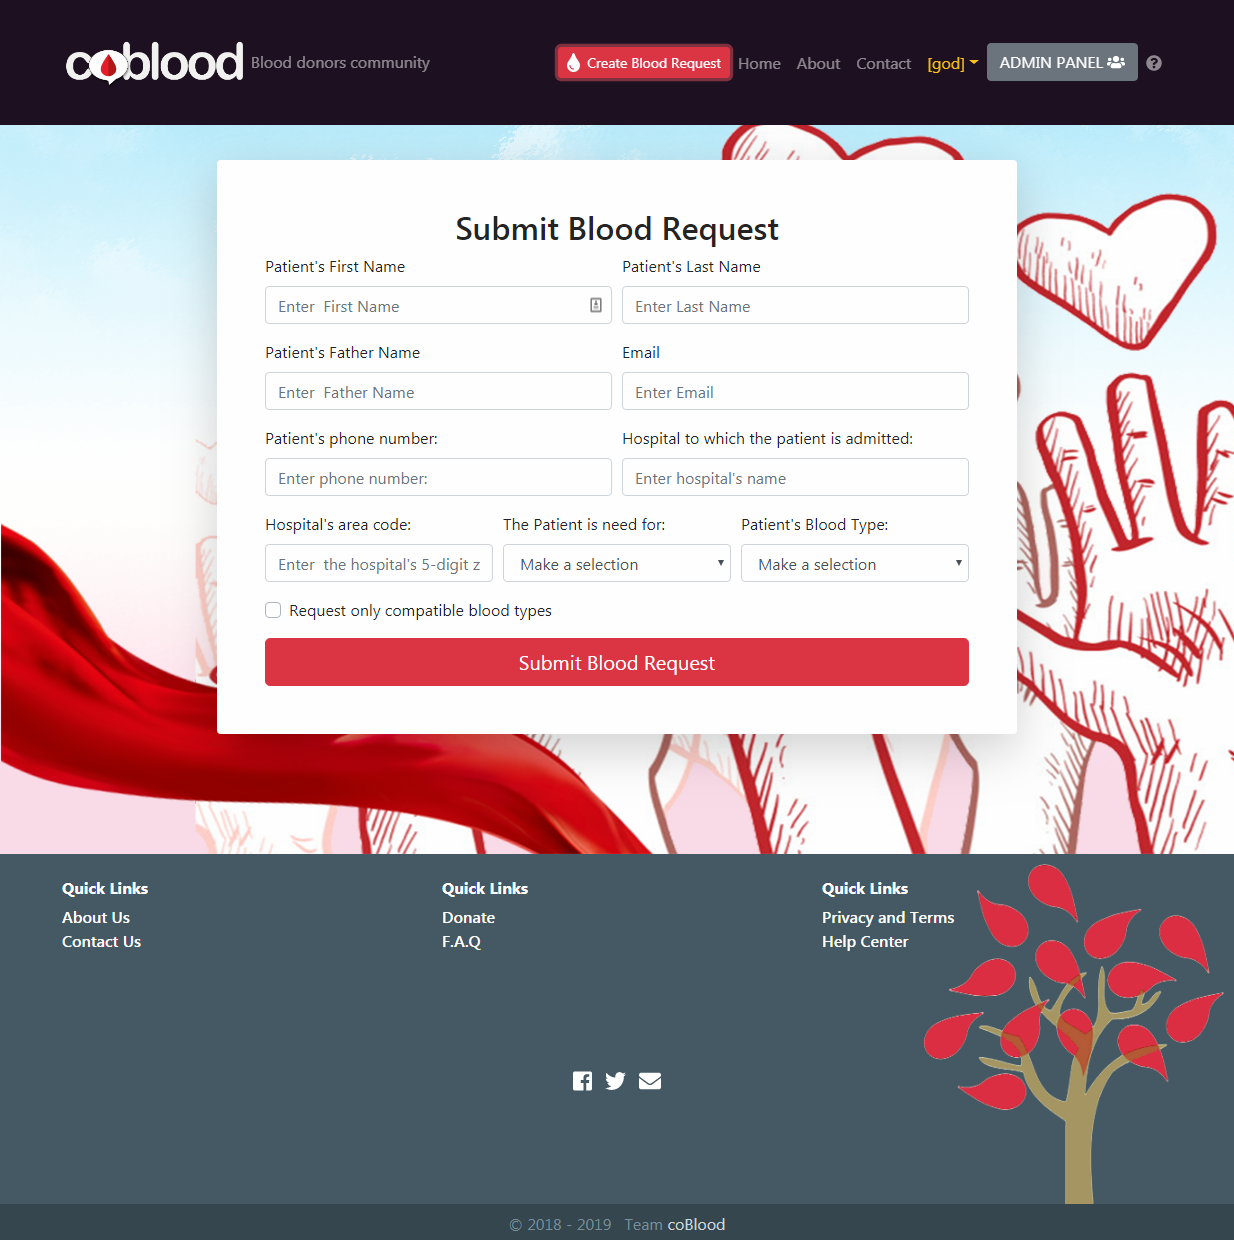 coblood Blood donors community Create Blood Request Home About Contact [god] ADMIN PANEL
Submit Blood Request
Patient's First Name Patient's Last Name
Enter First Name Enter Last Name
Patient's Father Name Email
Enter Father Name Enter Email
Patient's phone number: Hospital to which the patient is admitted:
Enter phone number: Enter hospital's name
Hospital's area code: The Patient is need for: Patient's Blood Type:
Enter the hospital's 5-digit z Make a selection Make a selection
Request only compatible blood types
Submit Blood Request
Quick Links Quick Links Quick Links
About Us Donate Privacy and Terms
Contact Us F.A.Q Help Center
© 2018 - 2019 Team coBlood